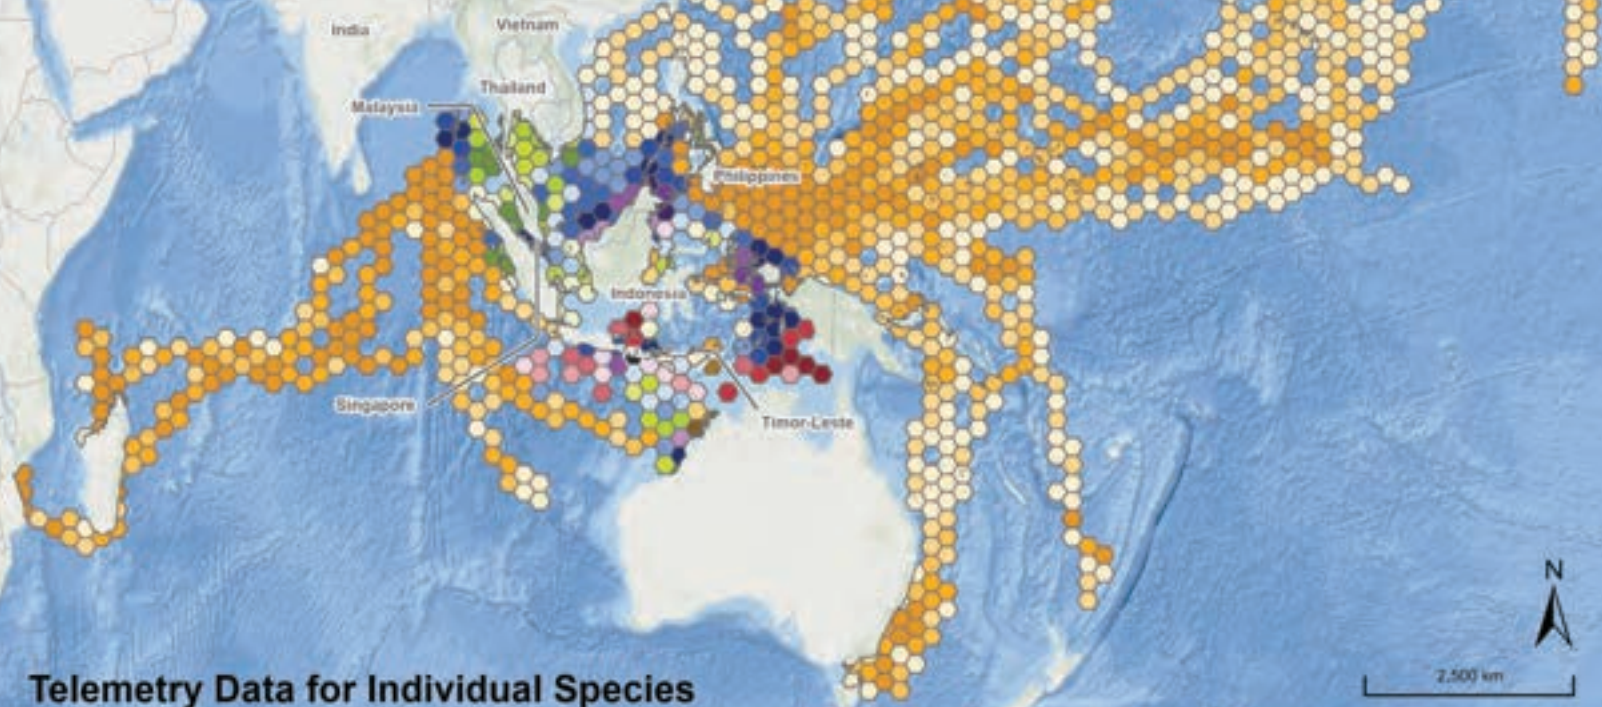 India
Vietnam
Thailand
Malaysia
Philippines
Indonesia
Singapore
Timor-Leste
N
2,500 km
Telemetry Data for Individual Species